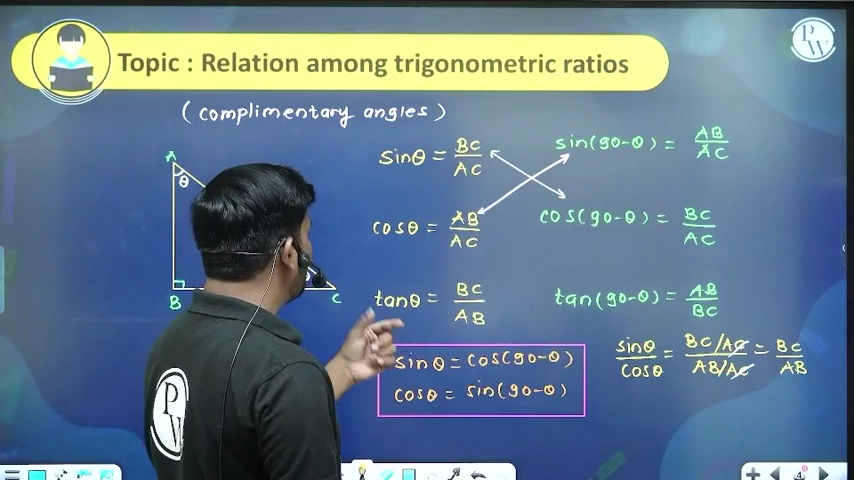 Topic : Relation among trigonometric ratios
PW
(complimentary angles)
A
θ
B
C
sinθ = BC/AC
sin(90-θ) = AB/AC
cosθ = AB/AC
cos(90-θ) = BC/AC
tanθ = BC/AB
tan(90-θ) = AB/BC
sinθ = cos(90-θ)
cosθ = sin(90-θ)
sinθ/cosθ = BC/AC/AB/AC = BC/AB
PW
4